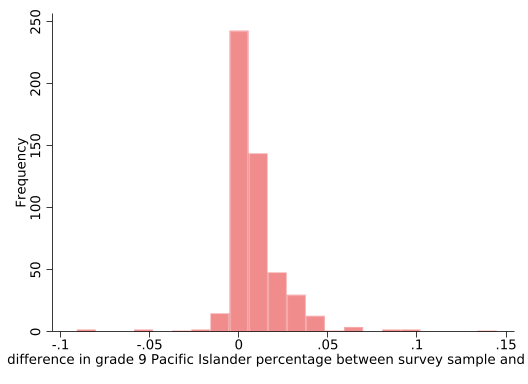 250
200
150
100
50
0
Frequency
-.1 -.05 0 .05 .1 .15
difference in grade 9 Pacific Islander percentage between survey sample and